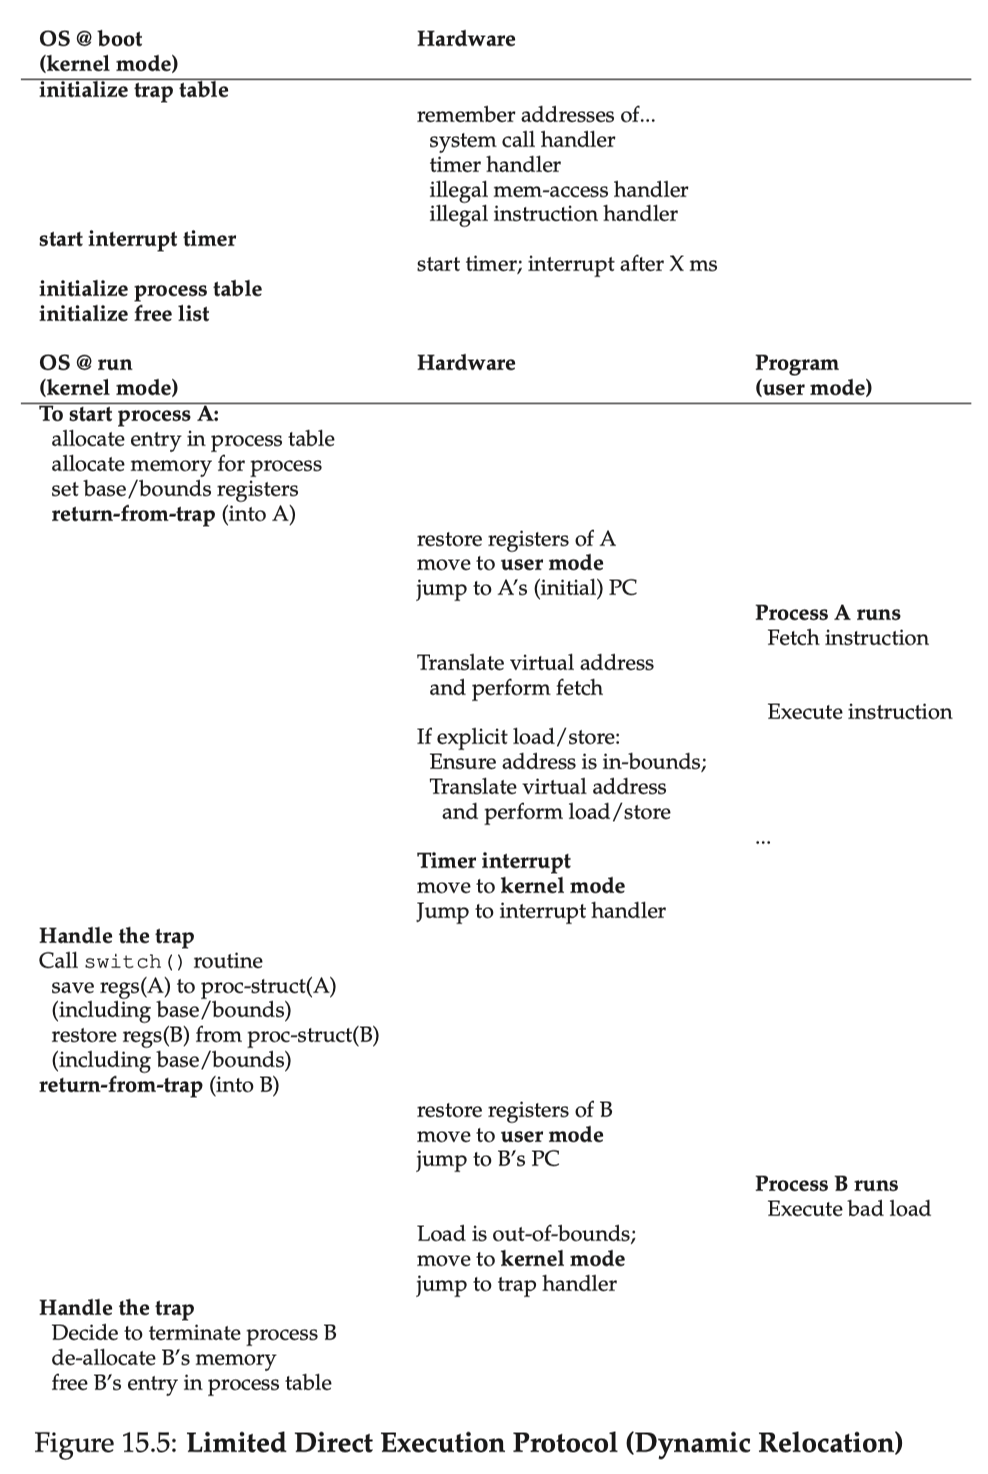 OS @ boot Hardware
(kernel mode)
initialize trap table
remember addresses of...
system call handler
timer handler
illegal mem-access handler
illegal instruction handler
start interrupt timer
start timer; interrupt after X ms
initialize process table
initialize free list
OS @ run Hardware Program
(kernel mode) (user mode)
To start process A:
allocate entry in process table
allocate memory for process
set base/bounds registers
return-from-trap (into A)
restore registers of A
move to user mode
jump to A's (initial) PC
Process A runs
Fetch instruction
Translate virtual address
and perform fetch
Execute instruction
If explicit load/store:
Ensure address is in-bounds;
Translate virtual address
and perform load/store
...
Timer interrupt
move to kernel mode
Jump to interrupt handler
Handle the trap
Call switch() routine
save regs(A) to proc-struct(A)
(including base/bounds)
restore regs(B) from proc-struct(B)
(including base/bounds)
return-from-trap (into B)
restore registers of B
move to user mode
jump to B's PC
Process B runs
Execute bad load
Load is out-of-bounds;
move to kernel mode
jump to trap handler
Handle the trap
Decide to terminate process B
de-allocate B's memory
free B's entry in process table
Figure 15.5: Limited Direct Execution Protocol (Dynamic Relocation)